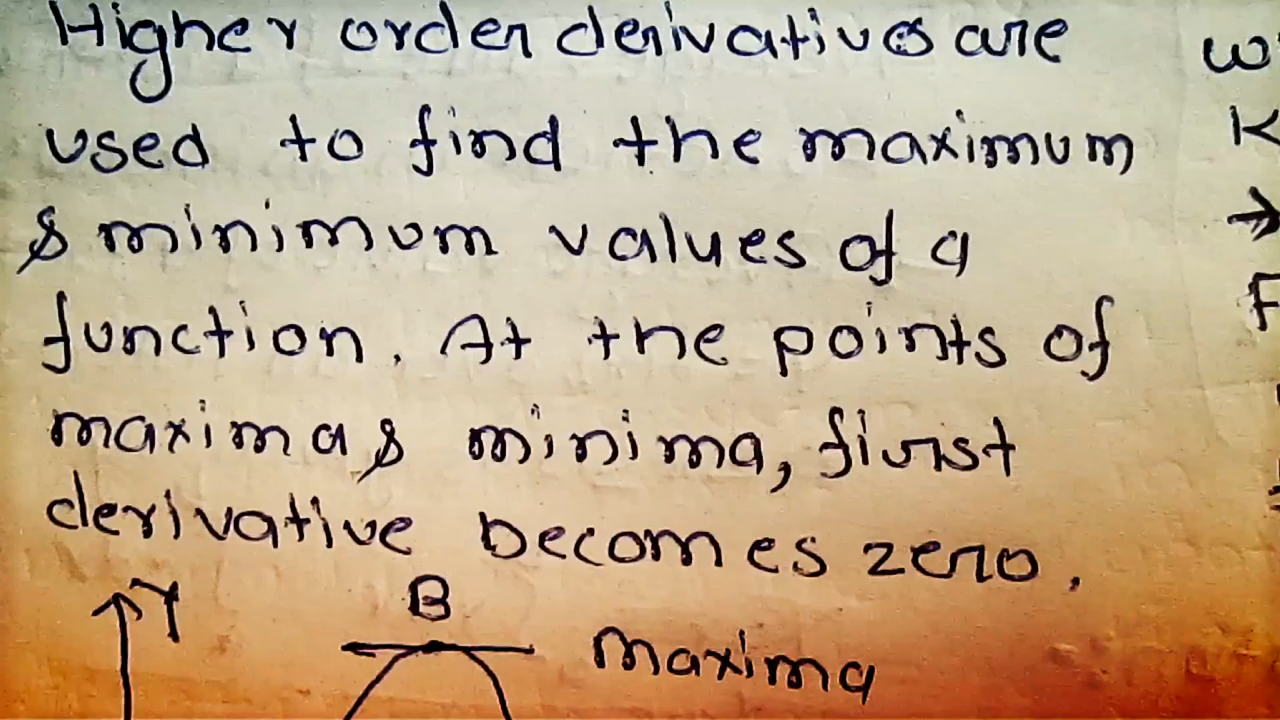 Higher order derivatives are
used to find the maximum
& minimum values of a
function. At the points of
maxima & minima, first
derivative becomes zero.
Y
B
maxima